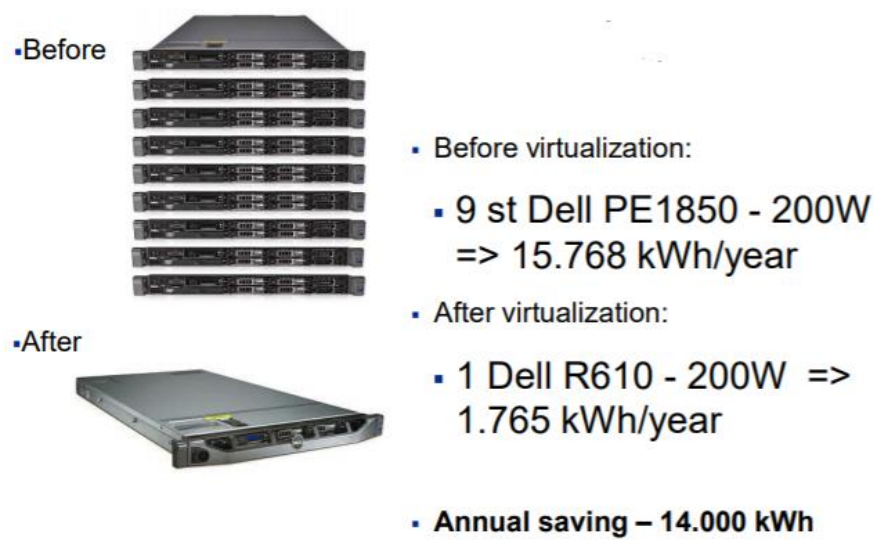 Before
Before virtualization:
9 st Dell PE1850 - 200W
=> 15.768 kWh/year
After virtualization:
After
1 Dell R610 - 200W =>
1.765 kWh/year
Annual saving – 14.000 kWh